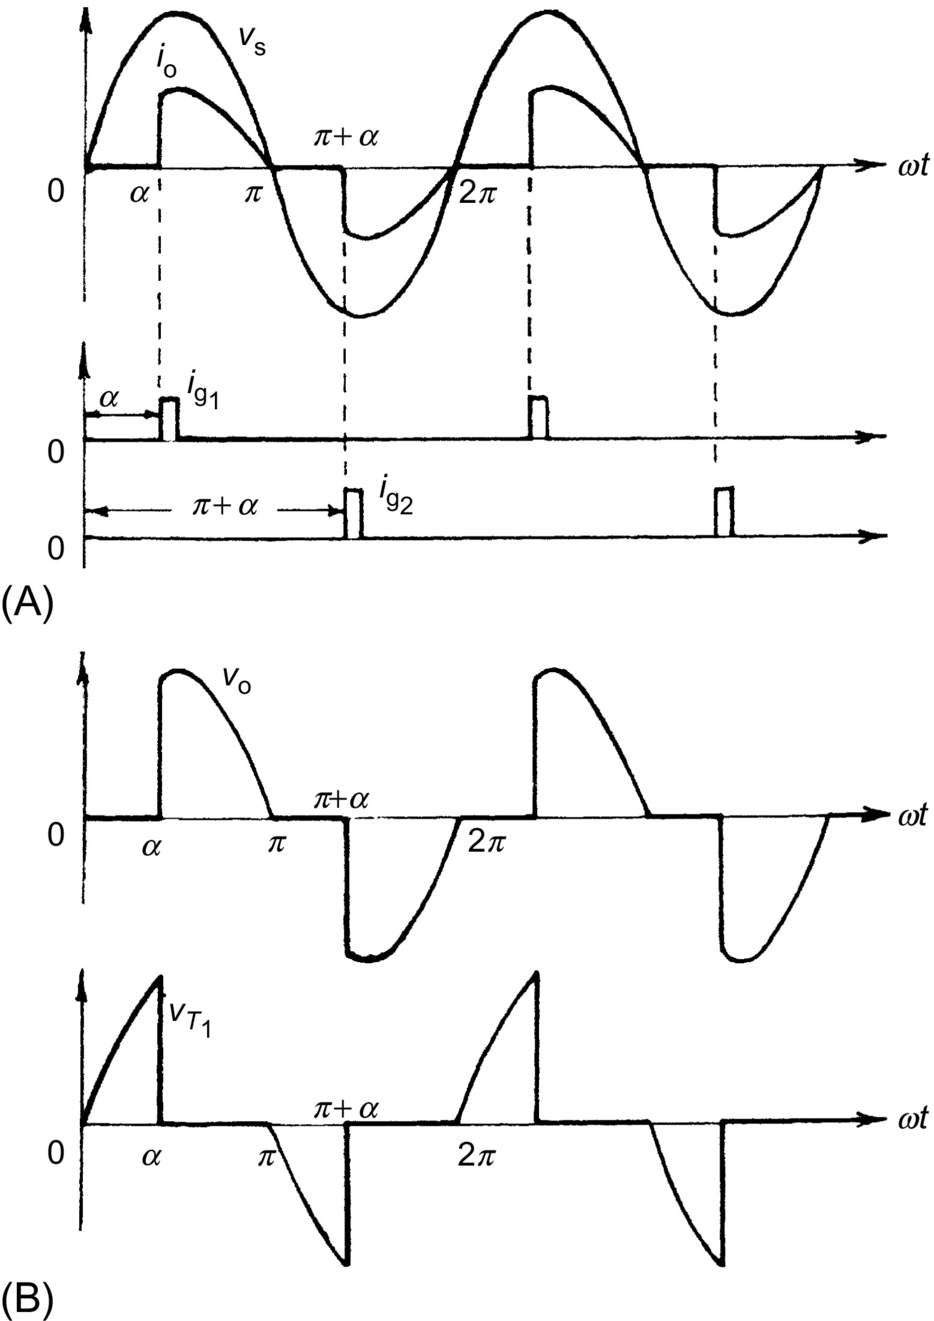 v_s
i_o
π+α
0 α π 2π ωt
α i_g1
0
π+α i_g2
0
(A)
v_o
π+α
0 α π 2π ωt
v_T1
π+α
0 α π 2π ωt
(B)